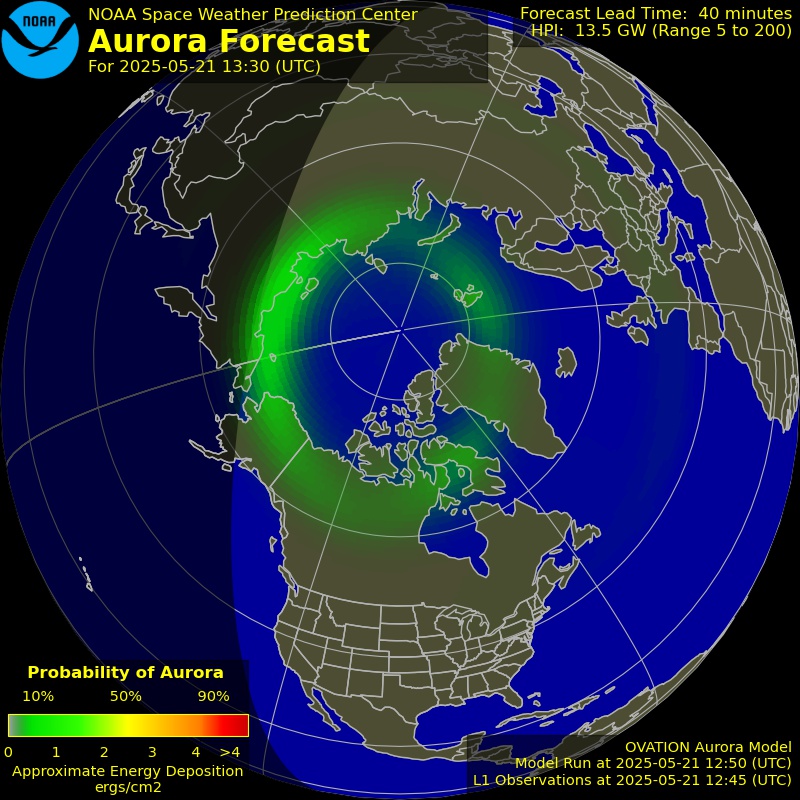 NOAA
NOAA Space Weather Prediction Center
Aurora Forecast
For 2025-05-21 13:30 (UTC)
Forecast Lead Time: 40 minutes
HPI: 13.5 GW (Range 5 to 200)
Probability of Aurora
10% 50% 90%
0 1 2 3 4 >4
Approximate Energy Deposition
ergs/cm2
OVATION Aurora Model
Model Run at 2025-05-21 12:50 (UTC)
L1 Observations at 2025-05-21 12:45 (UTC)